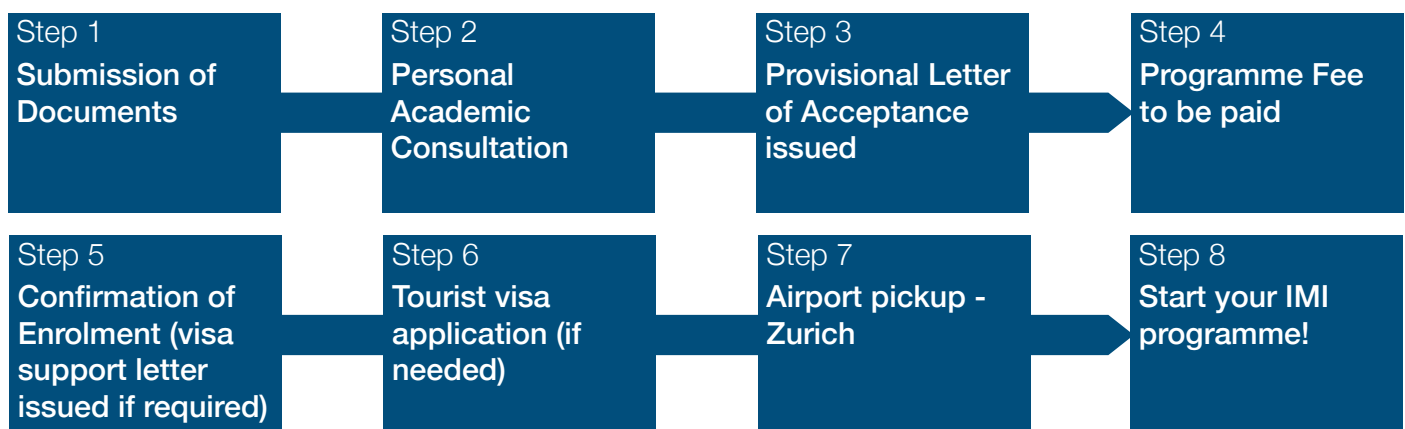 Step 1
Submission of
Documents
Step 2
Personal
Academic
Consultation
Step 3
Provisional Letter
of Acceptance
issued
Step 4
Programme Fee
to be paid
Step 5
Confirmation of
Enrolment (visa
support letter
issued if required)
Step 6
Tourist visa
application (if
needed)
Step 7
Airport pickup -
Zurich
Step 8
Start your IMI
programme!